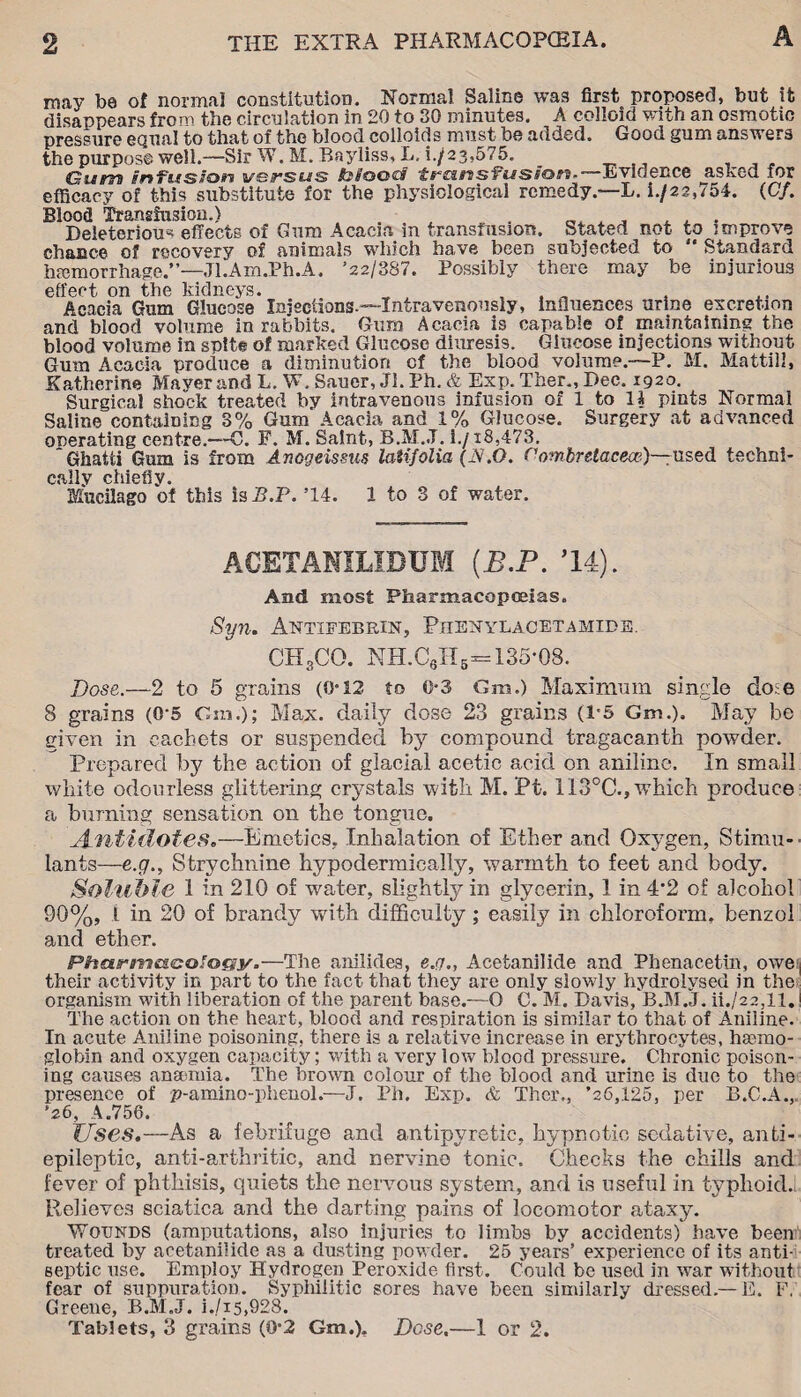 2 THE EXTRA PHARMACOPŒIA. A
may be of normal constitution. Normal Saline was first proposed, but it
disappears from the circulation in 20 to 30 minutes. A colloid with an osmotic
pressure equal to that of the blood colloids must be added. Good gum answers
the purpose well.—Sir W. M. Bayliss, L. i./23,575.
Gum infusion versus blood transfusion.—Evidence asked for
efficacy of this substitute for the physiological remedy.—L. i./22,754. (Cf.
Blood Transfusion.)
Deleterious effects of Gum Acacia in transfusion. Stated not to improve
chance of recovery of animals which have been subjected to “ Standard
hæmorrhage.”—Jl.Am.Ph.A. ’22/387. Possibly there may be injurious
effect on the kidneys.
Acacia Gum Glucose Injections.—Intravenously, influences urine excretion
and blood volume in rabbits. Gum Acacia is capable of maintaining the
blood volume in spite of marked Glucose diuresis. Glucose injections without
Gum Acacia produce a diminution of the blood volume.—P. M. Mattill,
Katherine Mayer and L. W. Sauer, Jl. Ph. & Exp. Ther., Dec. 1920.
Surgical shock treated by intravenous infusion of 1 to 1½ pints Normal
Saline containing 3% Gum Acacia and 1% Glucose. Surgery at advanced
operating centre.—C. F. M. Saint, B.M.J. i./18,473.
Ghatti Gum is from Anogeissus latifolia (N.O. Combretaceæ)—used techni-
cally chiefly.
Mucilago of this is B.P. ’14. 1 to 3 of water.
ACETANILIDUM (B.P. ’14).
And most Pharmacopœias.
Syn. ANTIFEBRIN, PHENYLACETAMIDE.
CH₃CO. NH.C₆H₅=135·08.
Dose.—2 to 5 grains (0·12 to 0·3 Gm.) Maximum single dose
8 grains (0·5 Gm.); Max. daily dose 23 grains (1·5 Gm.). May be
given in cachets or suspended by compound tragacanth powder.
Prepared by the action of glacial acetic acid on aniline. In small
white odourless glittering crystals with M. Pt. 113°C., which produce
a burning sensation on the tongue.
Antidotes.—Emetics, Inhalation of Ether and Oxygen, Stimu-
lants—e.g., Strychnine hypodermically, warmth to feet and body.
Soluble 1 in 210 of water, slightly in glycerin, 1 in 4·2 of alcohol
90%, 1 in 20 of brandy with difficulty ; easily in chloroform, benzol
and ether.
Pharmacology.—The anilides, e.g., Acetanilide and Phenacetin, owe
their activity in part to the fact that they are only slowly hydrolysed in the
organism with liberation of the parent base.—O C. M. Davis, B.M.J. ii./22,11.
The action on the heart, blood and respiration is similar to that of Aniline.
In acute Aniline poisoning, there is a relative increase in erythrocytes, hæmo-
globin and oxygen capacity; with a very low blood pressure. Chronic poison-
ing causes anæmia. The brown colour of the blood and urine is due to the
presence of p-amino-phenol.—J. Ph. Exp. & Ther., ’26,125, per B.C.A.,
’26, A.756.
Uses.—As a febrifuge and antipyretic, hypnotic sedative, anti-
epileptic, anti-arthritic, and nervine tonic. Checks the chills and
fever of phthisis, quiets the nervous system, and is useful in typhoid.
Relieves sciatica and the darting pains of locomotor ataxy.
WOUNDS (amputations, also injuries to limbs by accidents) have been
treated by acetanilide as a dusting powder. 25 years’ experience of its anti-
septic use. Employ Hydrogen Peroxide first. Could be used in war without
fear of suppuration. Syphilitic sores have been similarly dressed.—E. F.
Greene, B.M.J. i./15,928.
Tablets, 3 grains (0·2 Gm.). Dose.—1 or 2.